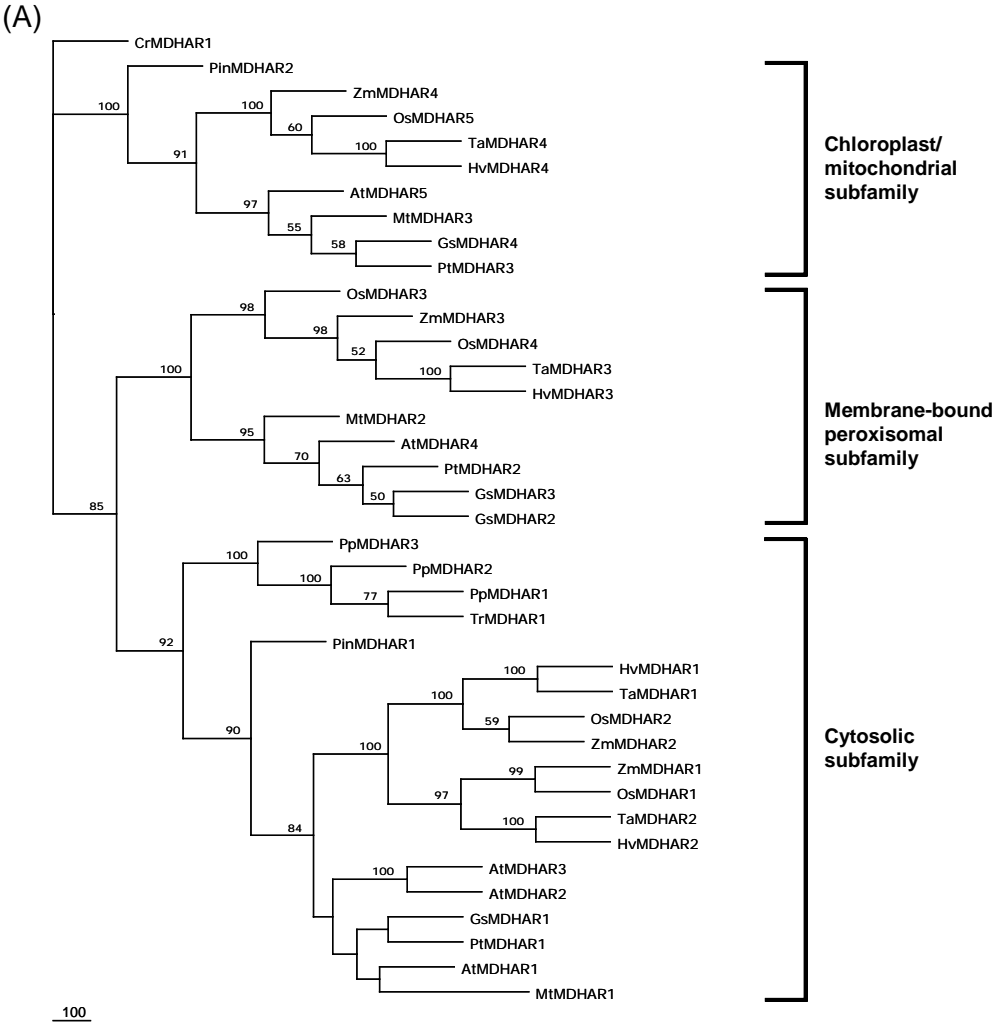 (A)
CrMDHAR1
PinMDHAR2
100
ZmMDHAR4
100
OsMDHAR5
60
TaMDHAR4
100
91
HvMDHAR4
AtMDHAR5
97
MtMDHAR3
55
GsMDHAR4
58
PtMDHAR3
Chloroplast/
mitochondrial
subfamily
OsMDHAR3
98
ZmMDHAR3
98
OsMDHAR4
52
TaMDHAR3
100
100
HvMDHAR3
MtMDHAR2
95
AtMDHAR4
70
PtMDHAR2
63
GsMDHAR3
50
GsMDHAR2
85
Membrane-bound
peroxisomal
subfamily
PpMDHAR3
100
PpMDHAR2
100
PpMDHAR1
77
TrMDHAR1
92
PinMDHAR1
HvMDHAR1
100
TaMDHAR1
100
OsMDHAR2
59
ZmMDHAR2
90
100
ZmMDHAR1
99
OsMDHAR1
97
TaMDHAR2
100
84
HvMDHAR2
AtMDHAR3
100
AtMDHAR2
GsMDHAR1
PtMDHAR1
AtMDHAR1
MtMDHAR1
Cytosolic
subfamily
100